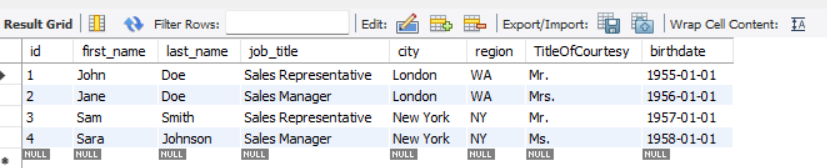 Result Grid Filter Rows: Edit: Export/Import: Wrap Cell Content: IA
id first_name last_name job_title city region TitleOfCourtesy birthdate
1 John Doe Sales Representative London WA Mr. 1955-01-01
2 Jane Doe Sales Manager London WA Mrs. 1956-01-01
3 Sam Smith Sales Representative New York NY Mr. 1957-01-01
4 Sara Johnson Sales Manager New York NY Ms. 1958-01-01
NULL NULL NULL NULL NULL NULL NULL NULL